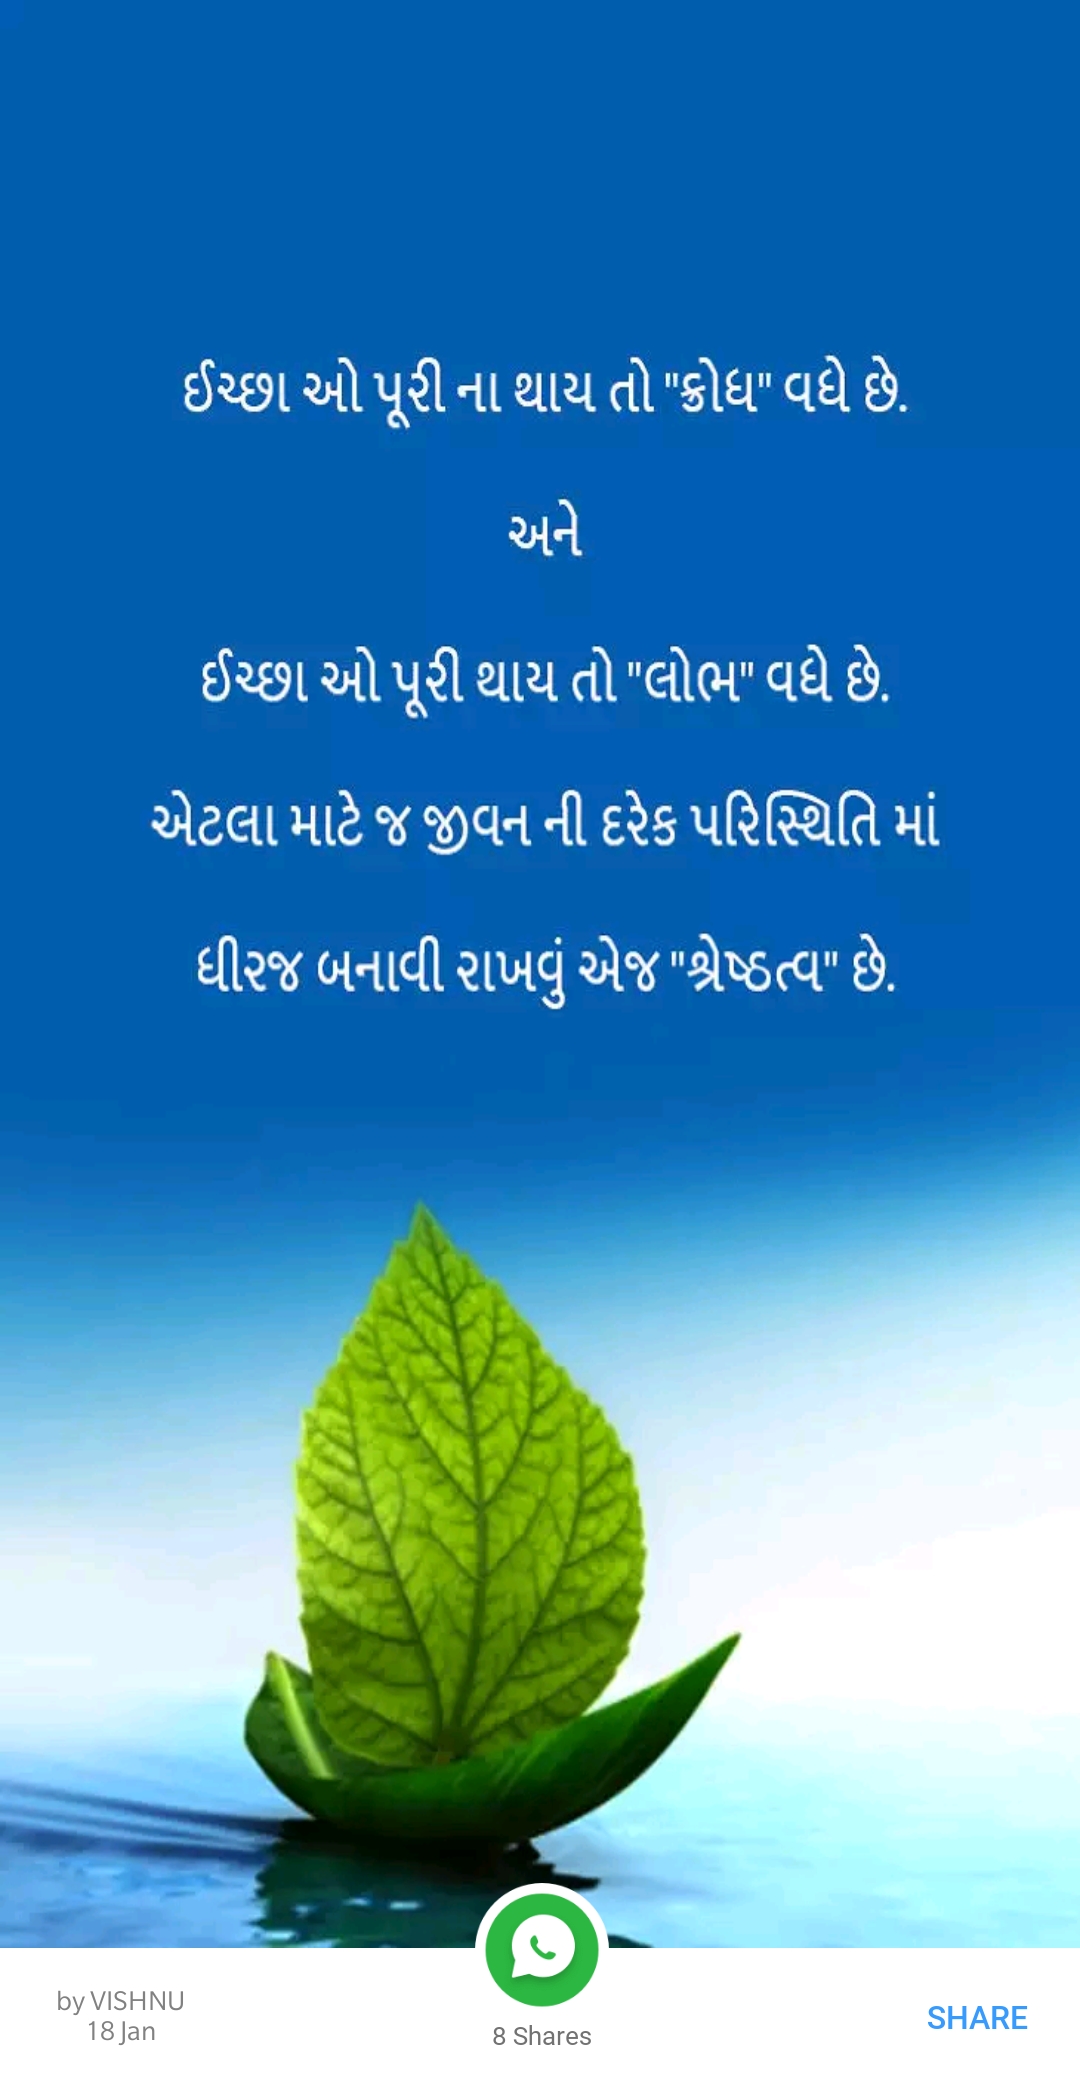 ઈચ્છા ઓ પૂરી ના થાય તો "ક્રોધ" વધે છે.
અને
ઈચ્છા ઓ પૂરી થાય તો "લોભ" વધે છે.
એટલા માટે જ જીવન ની દરેક પરિસ્થિતિ માં
ધીરજ બનાવી રાખવું એજ "શ્રેષ્ઠત્વ" છે.
by VISHNU
18 Jan
8 Shares
SHARE